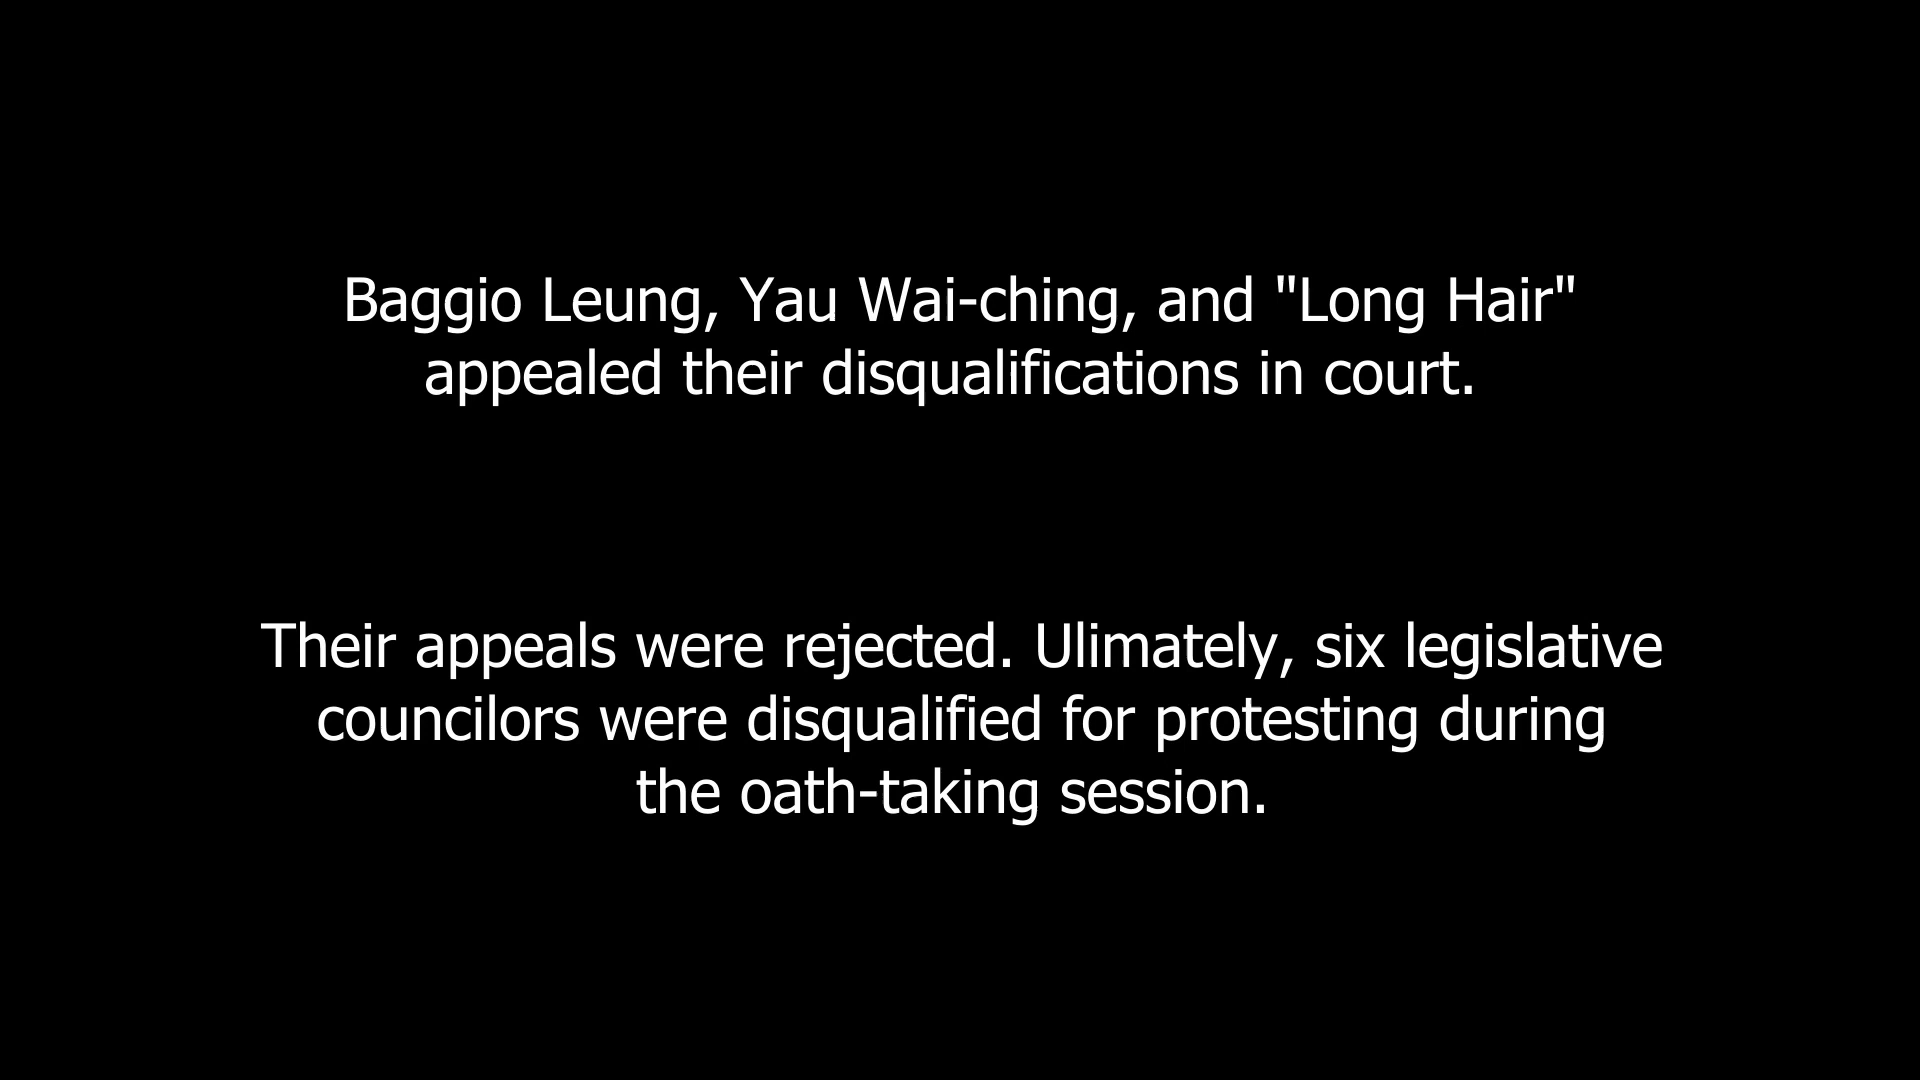 Baggio Leung, Yau Wai-ching, and "Long Hair"
appealed their disqualifications in court.
Their appeals were rejected. Ulimately, six legislative
councilors were disqualified for protesting during
the oath-taking session.